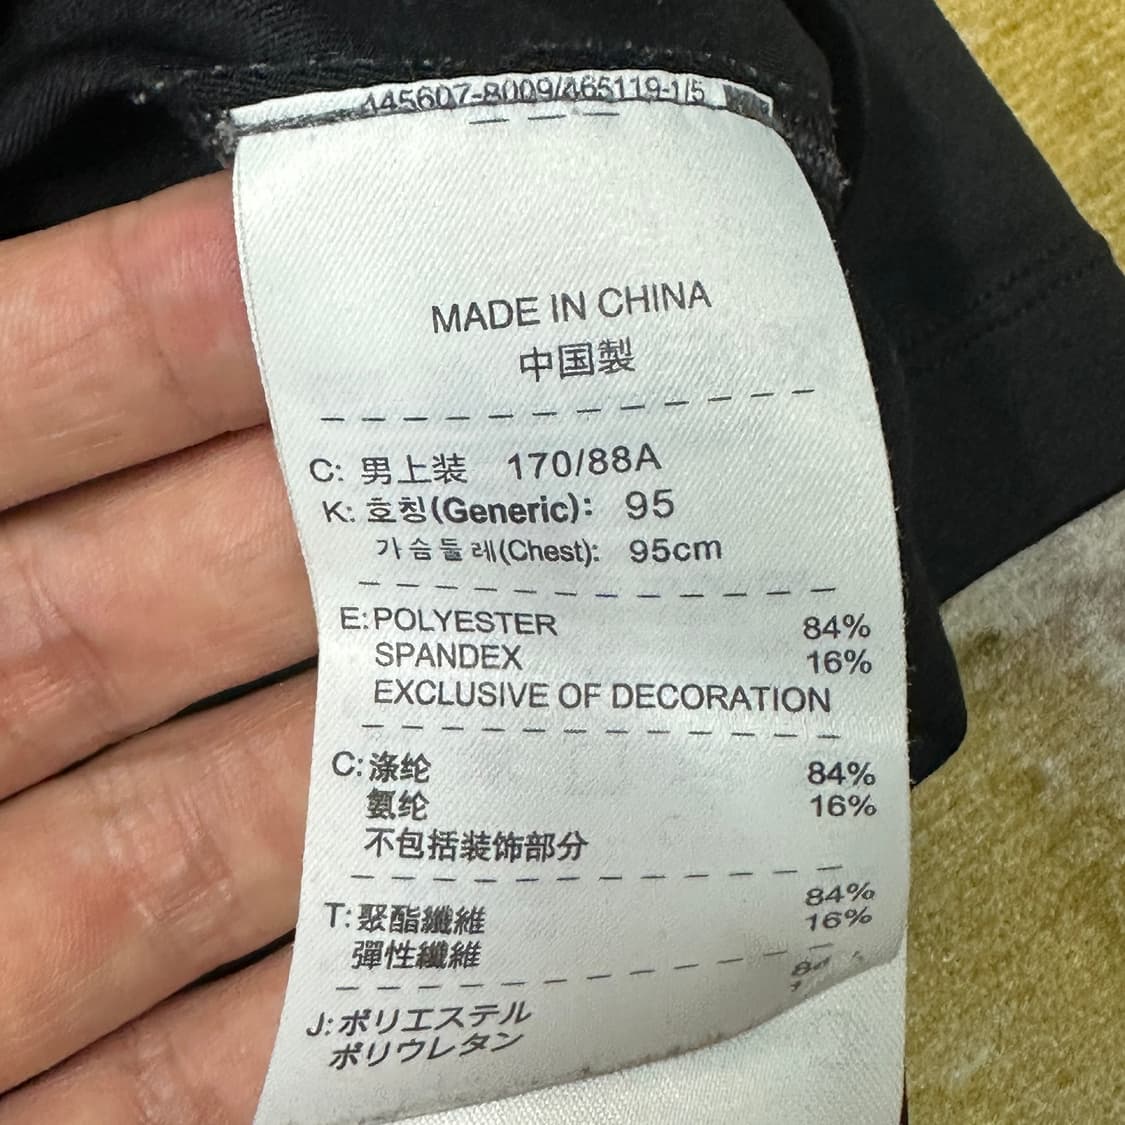 445607-8009/465119-1/5
MADE IN CHINA
中国製
C: 男上装 170/88A
K: 호칭(Generic): 95
가슴둘레(Chest): 95cm
E: POLYESTER 84%
SPANDEX 16%
EXCLUSIVE OF DECORATION
C: 涤纶 84%
氨纶 16%
不包括装饰部分
T: 聚酯纖維 84%
彈性纖維 16%
J: ポリエステル
ポリウレタン